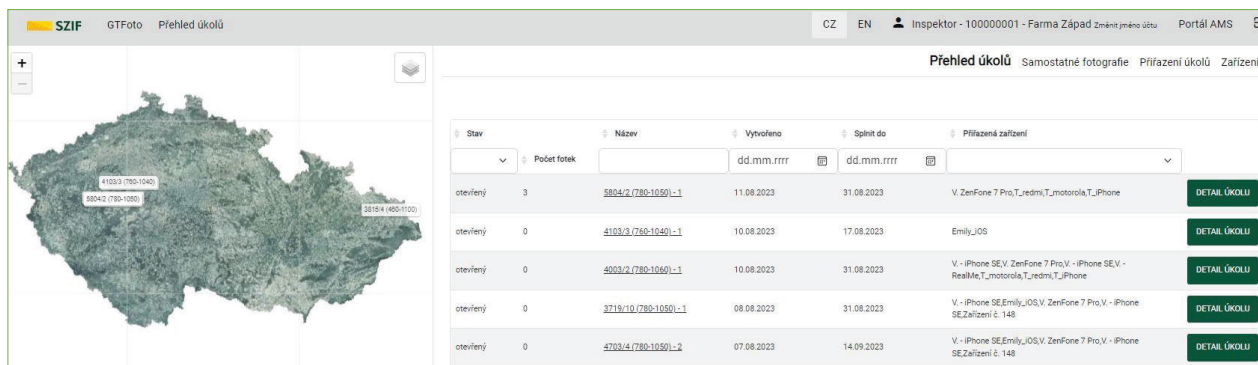 SZIF GTFoto Přehled úkolů CZ EN Inspektor - 100000001 - Farma Západ Změnit jméno účtu Portál AMS
+
−
Přehled úkolů Samostatné fotografie Přiřazení úkolů Zařízení
Stav Počet fotek Název Vytvořeno Splnit do Přiřazená zařízení
dd.mm.rrrr dd.mm.rrrr
otevřený 3 5804/2 (780-1050) - 1 11.08.2023 31.08.2023 V. ZenFone 7 Pro,T_redmi,T_motorola,T_iPhone DETAIL ÚKOLU
otevřený 0 4103/3 (760-1040) - 1 10.08.2023 17.08.2023 Emily_iOS DETAIL ÚKOLU
otevřený 0 4003/2 (780-1060) - 1 10.08.2023 31.08.2023 V. - iPhone SE,V. ZenFone 7 Pro,V. - iPhone SE,V. -
RealMe,T_motorola,T_redmi,T_iPhone DETAIL ÚKOLU
otevřený 0 3719/10 (780-1050) - 1 08.08.2023 31.08.2023 V. - iPhone SE,Emily_iOS,V. ZenFone 7 Pro,V. - iPhone
SE,Zařízení č. 148 DETAIL ÚKOLU
otevřený 0 4703/4 (780-1050) - 2 07.08.2023 14.09.2023 V. - iPhone SE,Emily_iOS,V. ZenFone 7 Pro,V. - iPhone
SE,Zařízení č. 148 DETAIL ÚKOLU
4103/3 (760-1040)
5804/2 (780-1050)
3815/4 (460-1100)